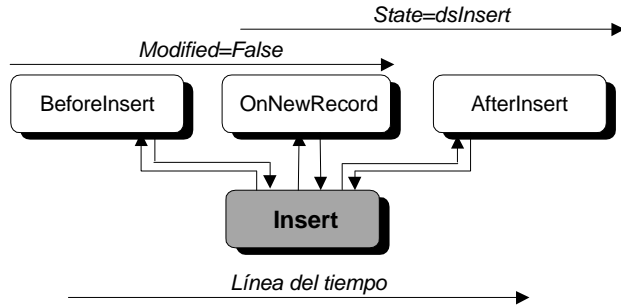 State=dsInsert
Modified=False
BeforeInsert
OnNewRecord
AfterInsert
Insert
Línea del tiempo